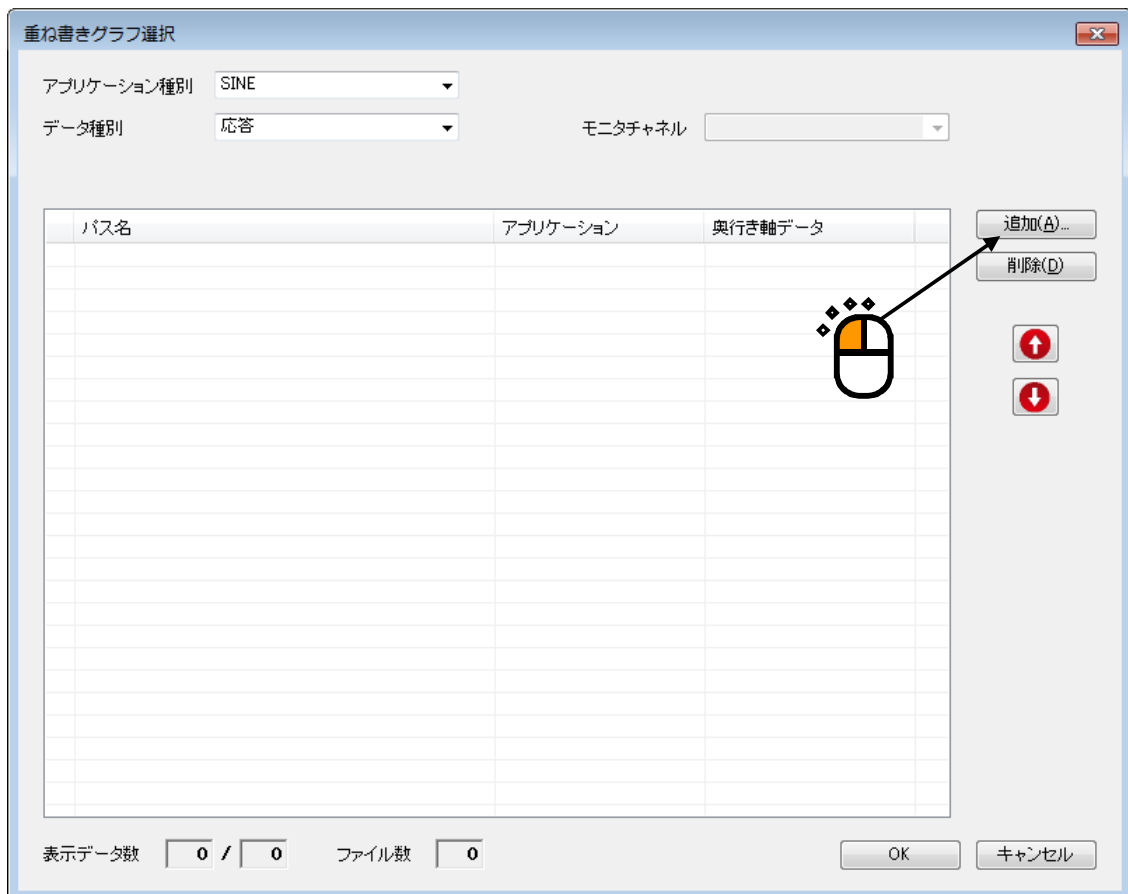 重ね書きグラフ選択
アプリケーション種別 SINE
データ種別 応答 モニタチャネル
パス名 アプリケーション 奥行き軸データ
追加(A)...
削除(D)
表示データ数 0 / 0 ファイル数 0 OK キャンセル